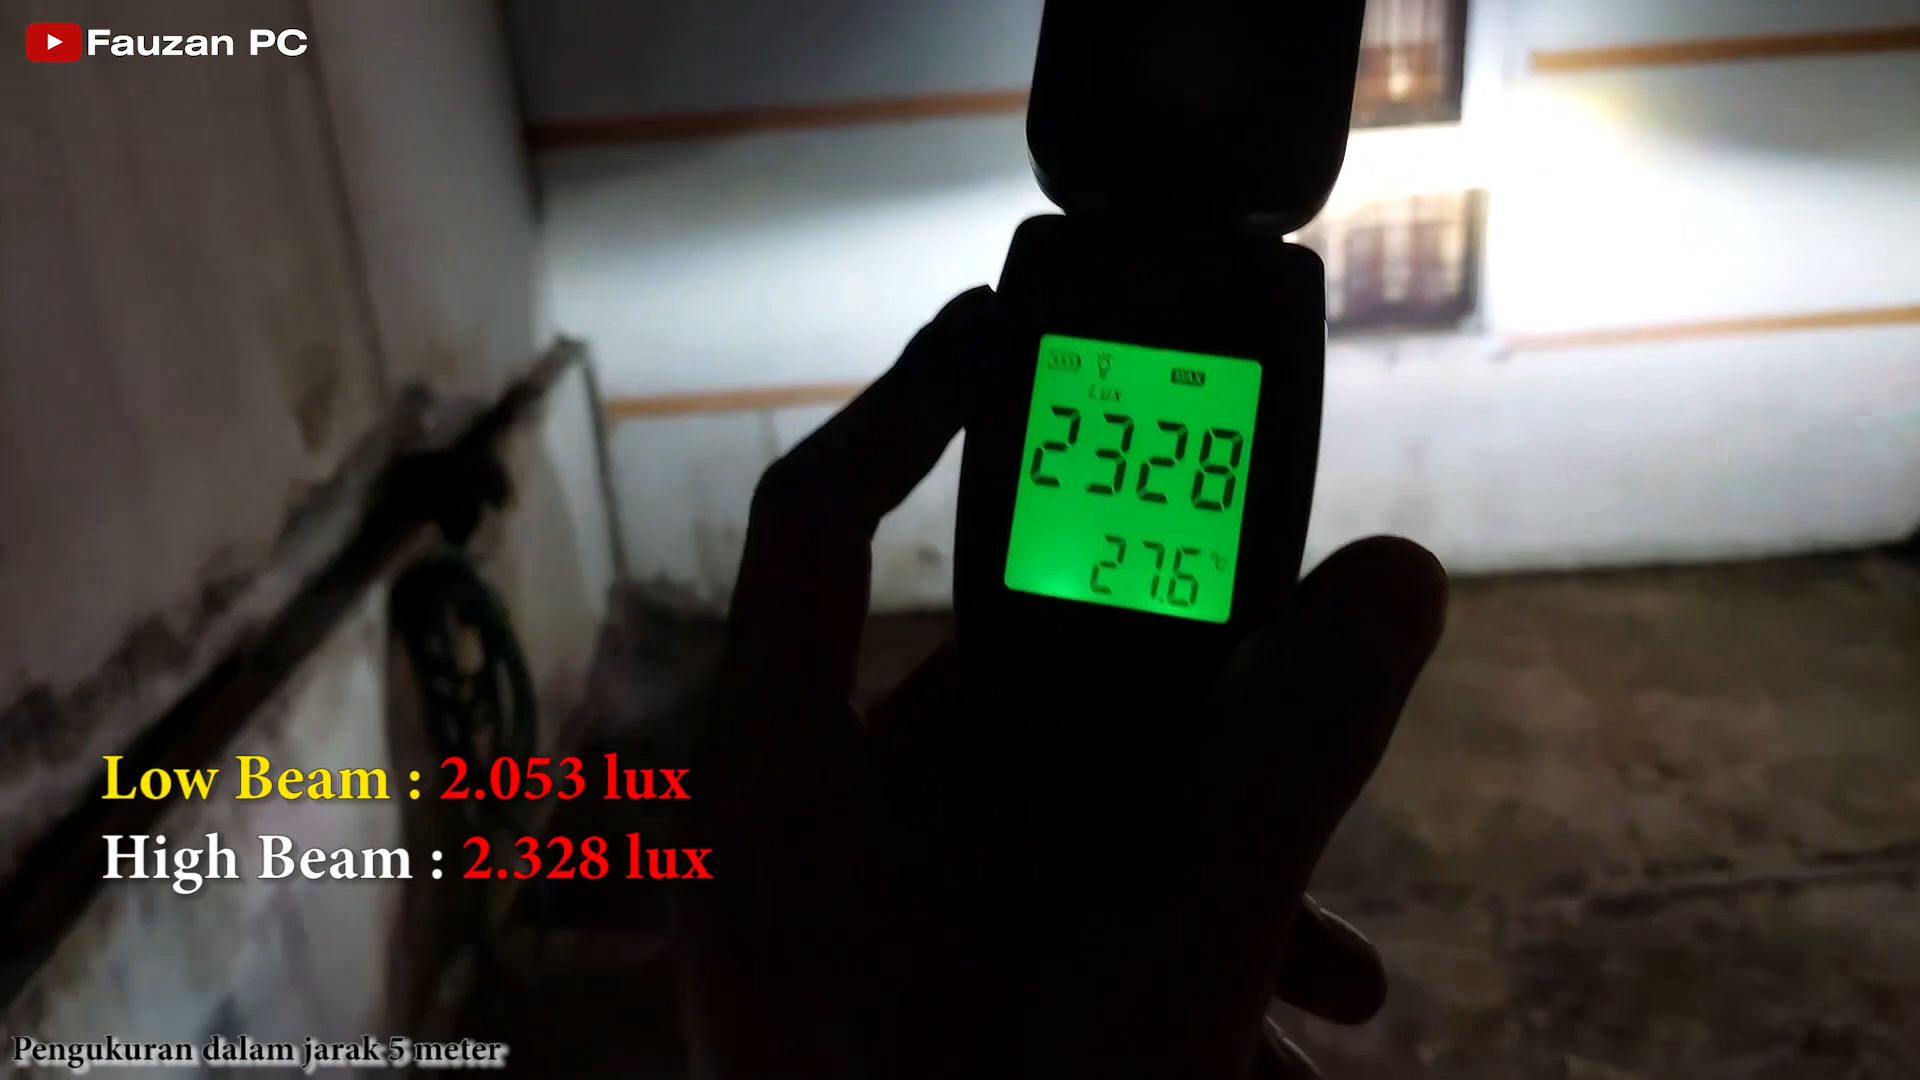 Fauzan PC
MAX
Lux
2328
27.6 °C
Low Beam : 2.053 lux
High Beam : 2.328 lux
Pengukuran dalam jarak 5 meter